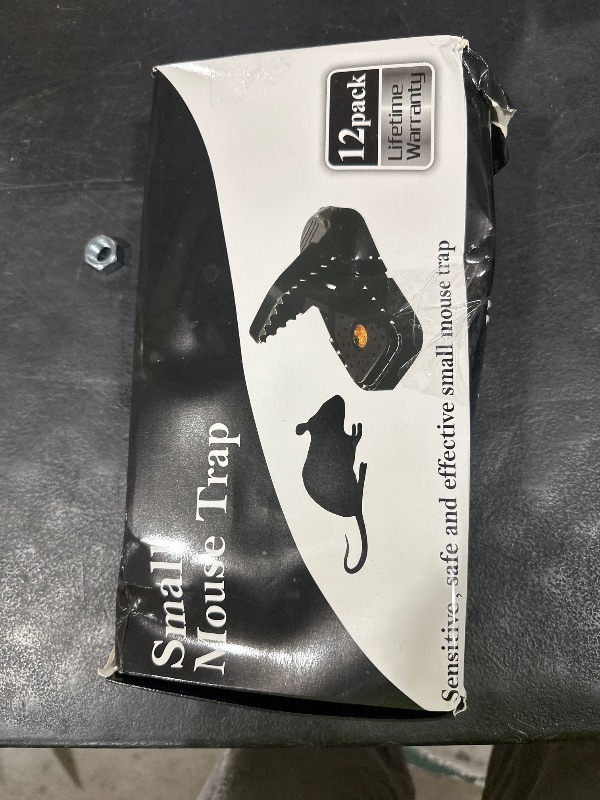 12pack
Lifetime
Warranty
Small
Mouse Trap
Sensitive, safe and effective small mouse trap